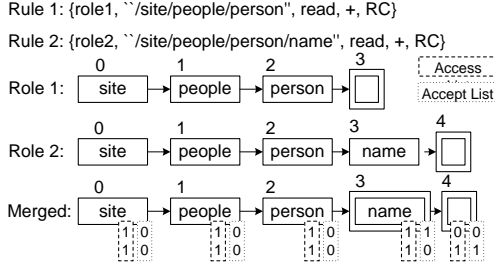 Rule 1: {role1, ``/site/people/person'', read, +, RC}
Rule 2: {role2, ``/site/people/person/name'', read, +, RC}
0 1 2 3
Role 1: site people person
Access
Accept List
0 1 2 3 4
Role 2: site people person name
0 1 2 3 4
Merged: site people person name
1 0 1 0 1 0 1 1 0 0
1 0 1 0 1 0 1 0 0 1